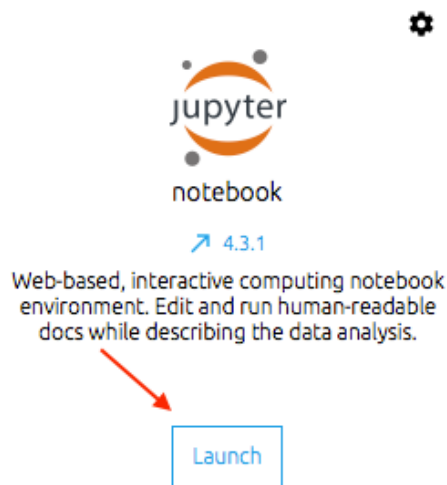 jupyter
notebook
4.3.1
Web-based, interactive computing notebook
environment. Edit and run human-readable
docs while describing the data analysis.
Launch